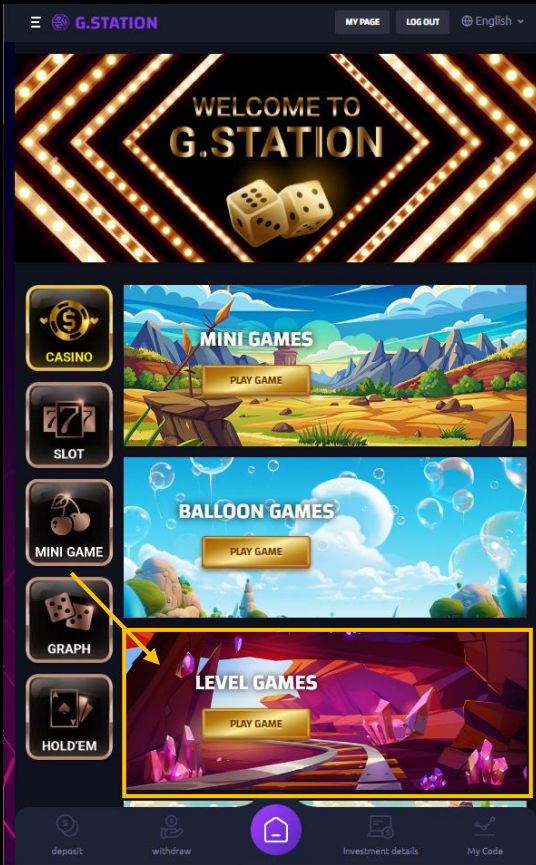 G.STATION
MY PAGE
LOG OUT
English
WELCOME TO
G.STATION
CASINO
MINI GAMES
PLAY GAME
777
SLOT
BALLOON GAMES
PLAY GAME
MINI GAME
GRAPH
LEVEL GAMES
PLAY GAME
HOLD'EM
deposit
withdraw
Investment details
My Code